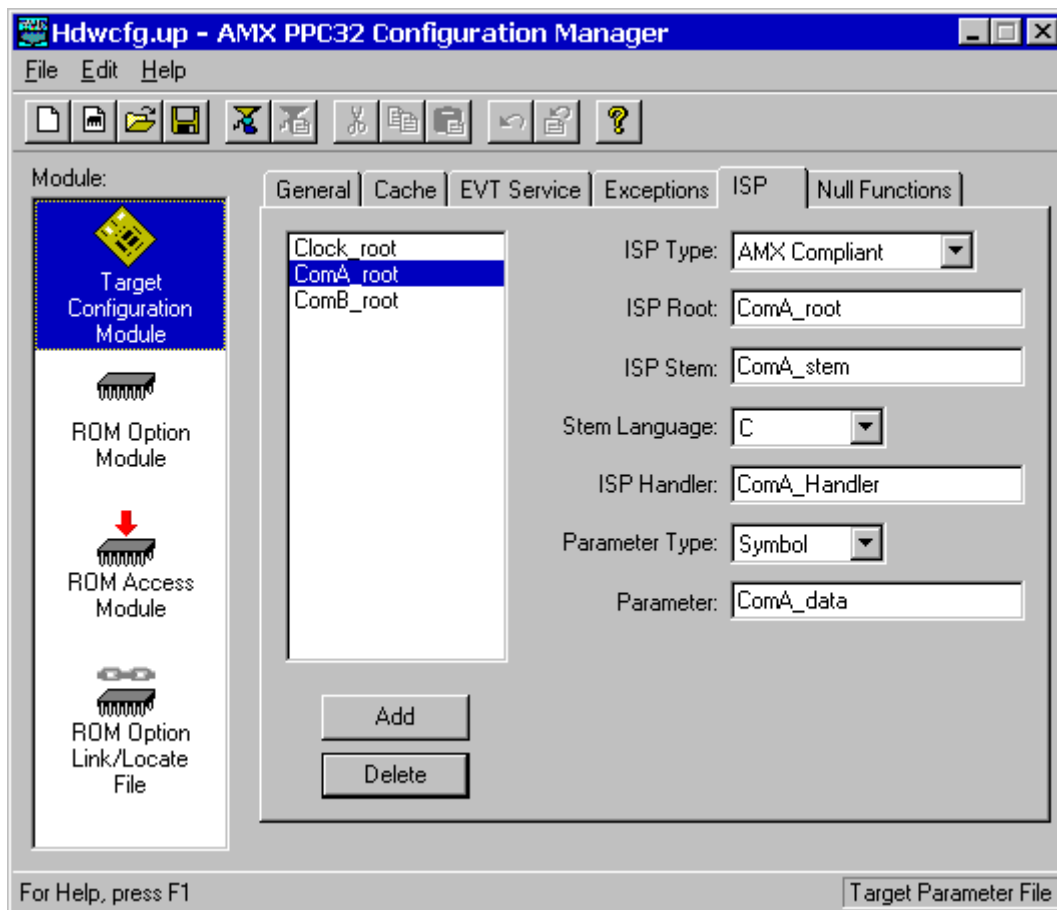 Hdwcfg.up - AMX PPC32 Configuration Manager
File Edit Help
Module:
Target
Configuration
Module
ROM Option
Module
ROM Access
Module
ROM Option
Link/Locate
File
General Cache EVT Service Exceptions ISP Null Functions
Clock_root
ComA_root
ComB_root
Add
Delete
ISP Type: AMX Compliant
ISP Root: ComA_root
ISP Stem: ComA_stem
Stem Language: C
ISP Handler: ComA_Handler
Parameter Type: Symbol
Parameter: ComA_data
For Help, press F1
Target Parameter File